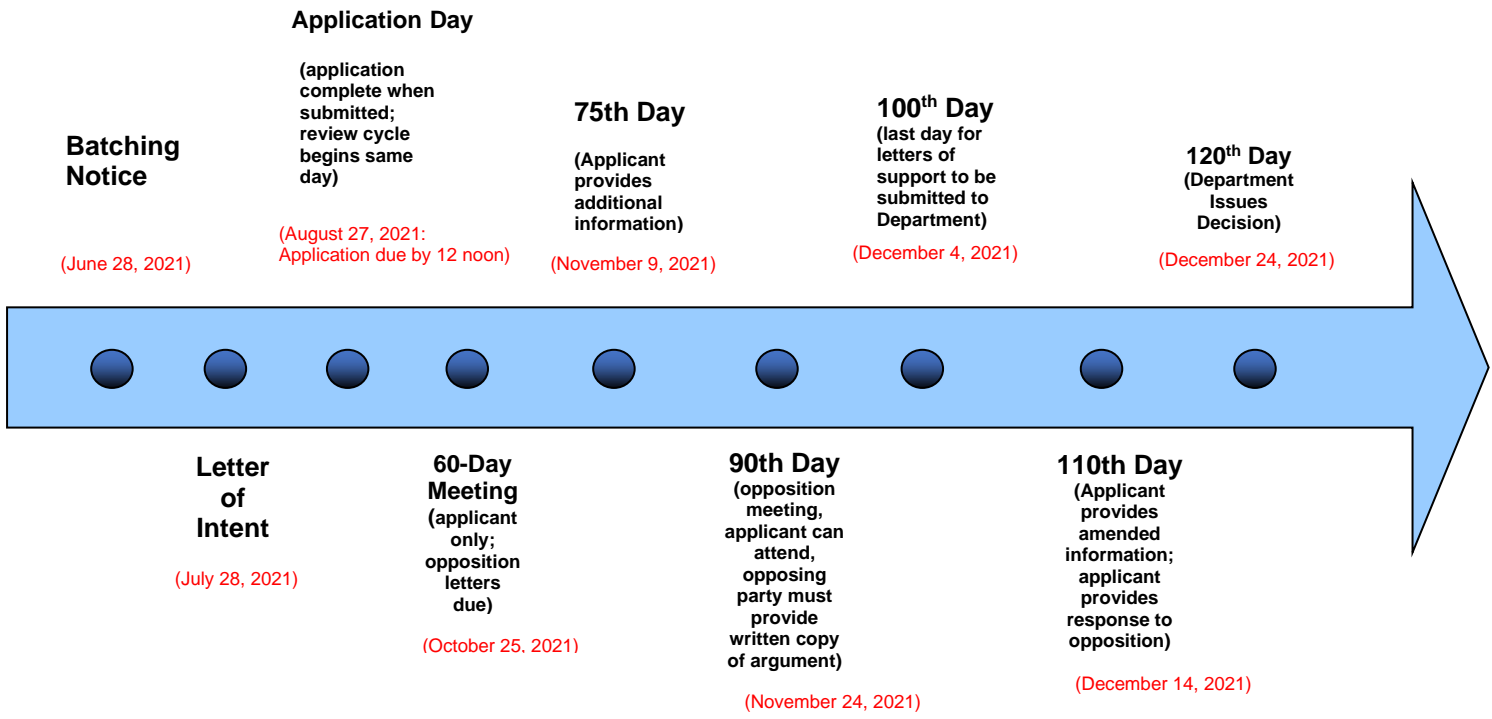 Application Day
(application
complete when
submitted;
review cycle
begins same
day)
(August 27, 2021:
Application due by 12 noon)
Batching
Notice
(June 28, 2021)
75th Day
(Applicant
provides
additional
information)
(November 9, 2021)
100th Day
(last day for
letters of
support to be
submitted to
Department)
(December 4, 2021)
120th Day
(Department
Issues
Decision)
(December 24, 2021)
Letter
of
Intent
(July 28, 2021)
60-Day
Meeting
(applicant
only;
opposition
letters
due)
(October 25, 2021)
90th Day
(opposition
meeting,
applicant can
attend,
opposing
party must
provide
written copy
of argument)
(November 24, 2021)
110th Day
(Applicant
provides
amended
information;
applicant
provides
response to
opposition)
(December 14, 2021)